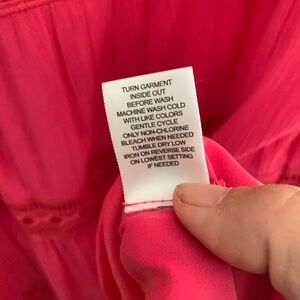 TURN GARMENT
INSIDE OUT
BEFORE WASH
MACHINE WASH COLD
WITH LIKE COLORS
GENTLE CYCLE
ONLY NON-CHLORINE
BLEACH WHEN NEEDED
TUMBLE DRY LOW
IRON ON REVERSE SIDE
ON LOWEST SETTING
IF NEEDED